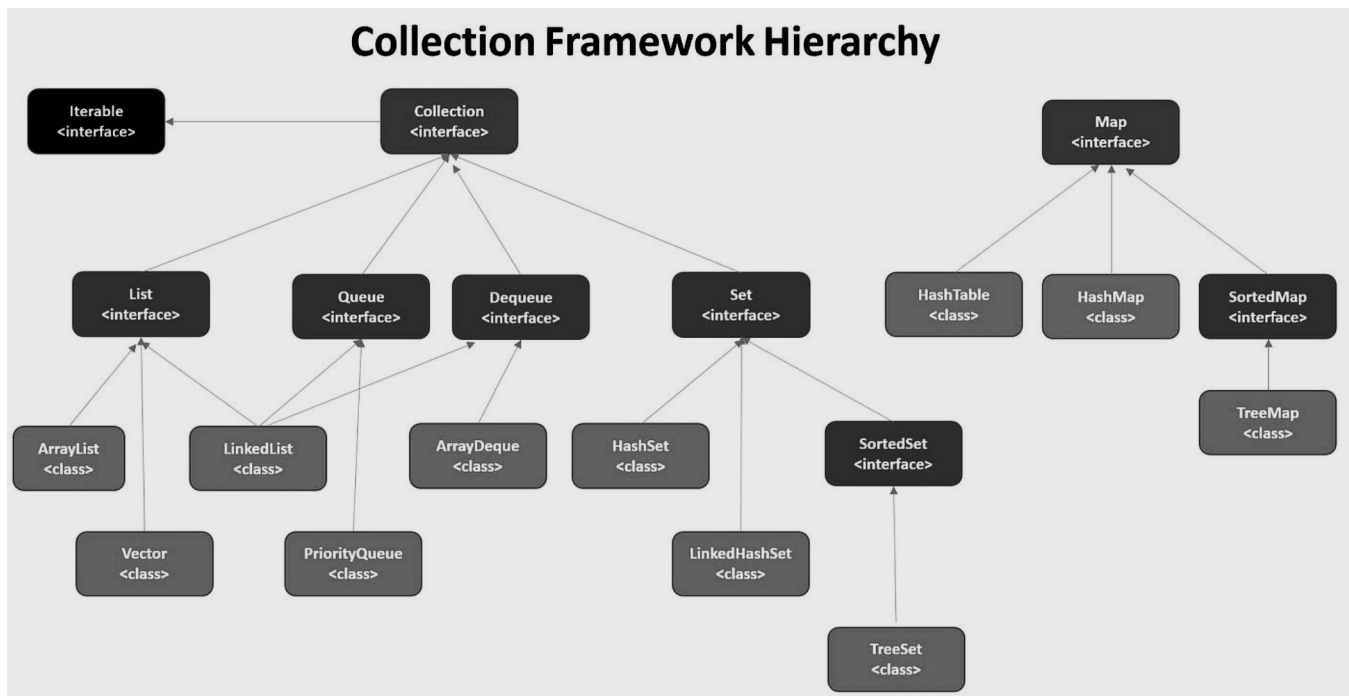 Collection Framework Hierarchy
Iterable
<interface>
Collection
<interface>
Map
<interface>
List
<interface>
Queue
<interface>
Dequeue
<interface>
Set
<interface>
HashTable
<class>
HashMap
<class>
SortedMap
<interface>
ArrayList
<class>
LinkedList
<class>
ArrayDeque
<class>
HashSet
<class>
SortedSet
<interface>
TreeMap
<class>
Vector
<class>
PriorityQueue
<class>
LinkedHashSet
<class>
TreeSet
<class>